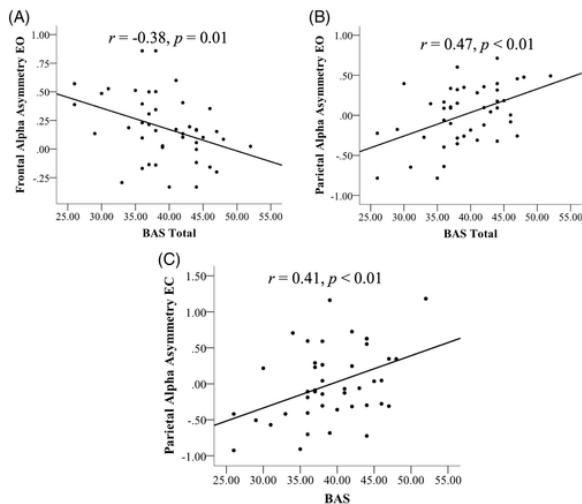 (A)
r = -0.38, p = 0.01
Frontal Alpha Asymmetry EO
1.00
.75
.50
.25
.00
-.25
25.00 30.00 35.00 40.00 45.00 50.00 55.00
BAS Total
(B)
r = 0.47, p < 0.01
Parietal Alpha Asymmetry EO
1.00
.50
.00
-.50
-1.00
25.00 30.00 35.00 40.00 45.00 50.00 55.00
BAS Total
(C)
r = 0.41, p < 0.01
Parietal Alpha Asymmetry EC
1.50
1.00
.50
.00
-.50
-1.00
25.00 30.00 35.00 40.00 45.00 50.00 55.00
BAS